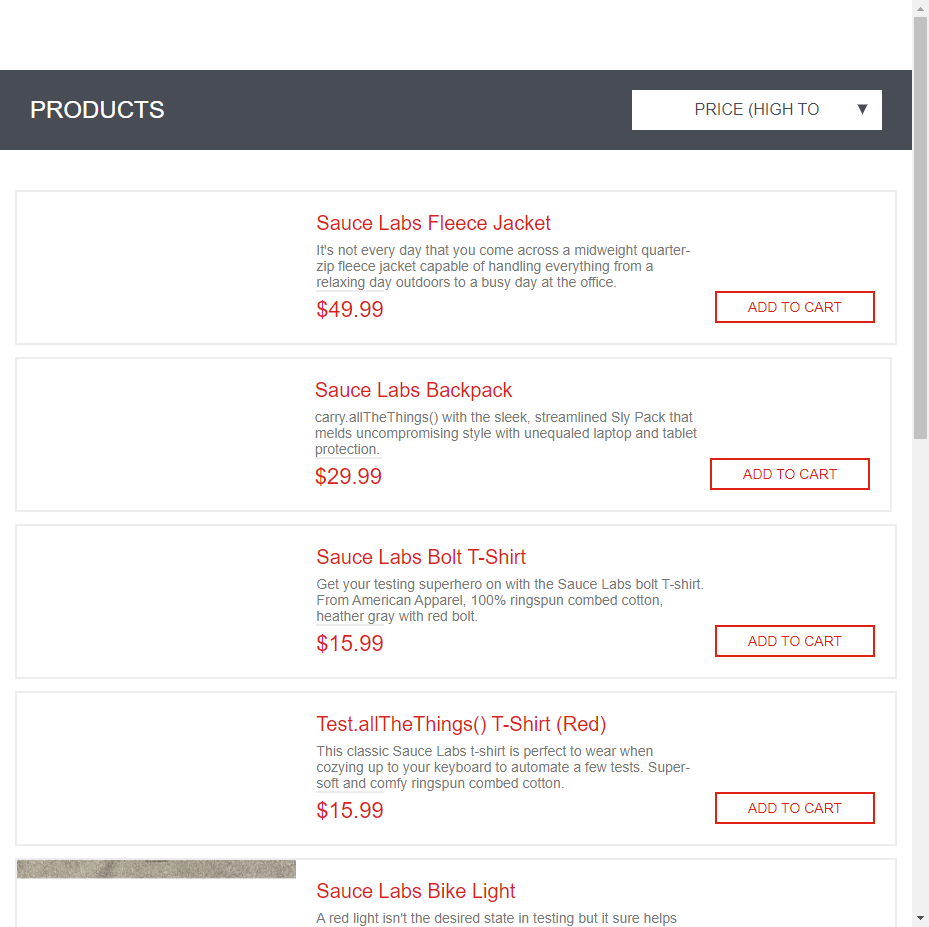 PRODUCTS
PRICE (HIGH TO
Sauce Labs Fleece Jacket
It's not every day that you come across a midweight quarter-
zip fleece jacket capable of handling everything from a
relaxing day outdoors to a busy day at the office.
$49.99
ADD TO CART
Sauce Labs Backpack
carry.allTheThings() with the sleek, streamlined Sly Pack that
melds uncompromising style with unequaled laptop and tablet
protection.
$29.99
ADD TO CART
Sauce Labs Bolt T-Shirt
Get your testing superhero on with the Sauce Labs bolt T-shirt.
From American Apparel, 100% ringspun combed cotton,
heather gray with red bolt.
$15.99
ADD TO CART
Test.allTheThings() T-Shirt (Red)
This classic Sauce Labs t-shirt is perfect to wear when
cozying up to your keyboard to automate a few tests. Super-
soft and comfy ringspun combed cotton.
$15.99
ADD TO CART
Sauce Labs Bike Light
A red light isn't the desired state in testing but it sure helps